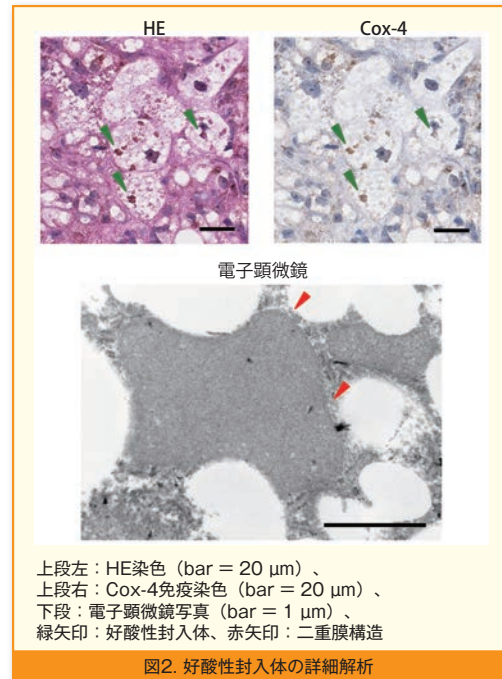 HE
Cox-4
電子顕微鏡
上段左：HE染色（bar = 20 μm）、
上段右：Cox-4免疫染色（bar = 20 μm）、
下段：電子顕微鏡写真（bar = 1 μm）、
緑矢印：好酸性封入体、赤矢印：二重膜構造
図2. 好酸性封入体の詳細解析